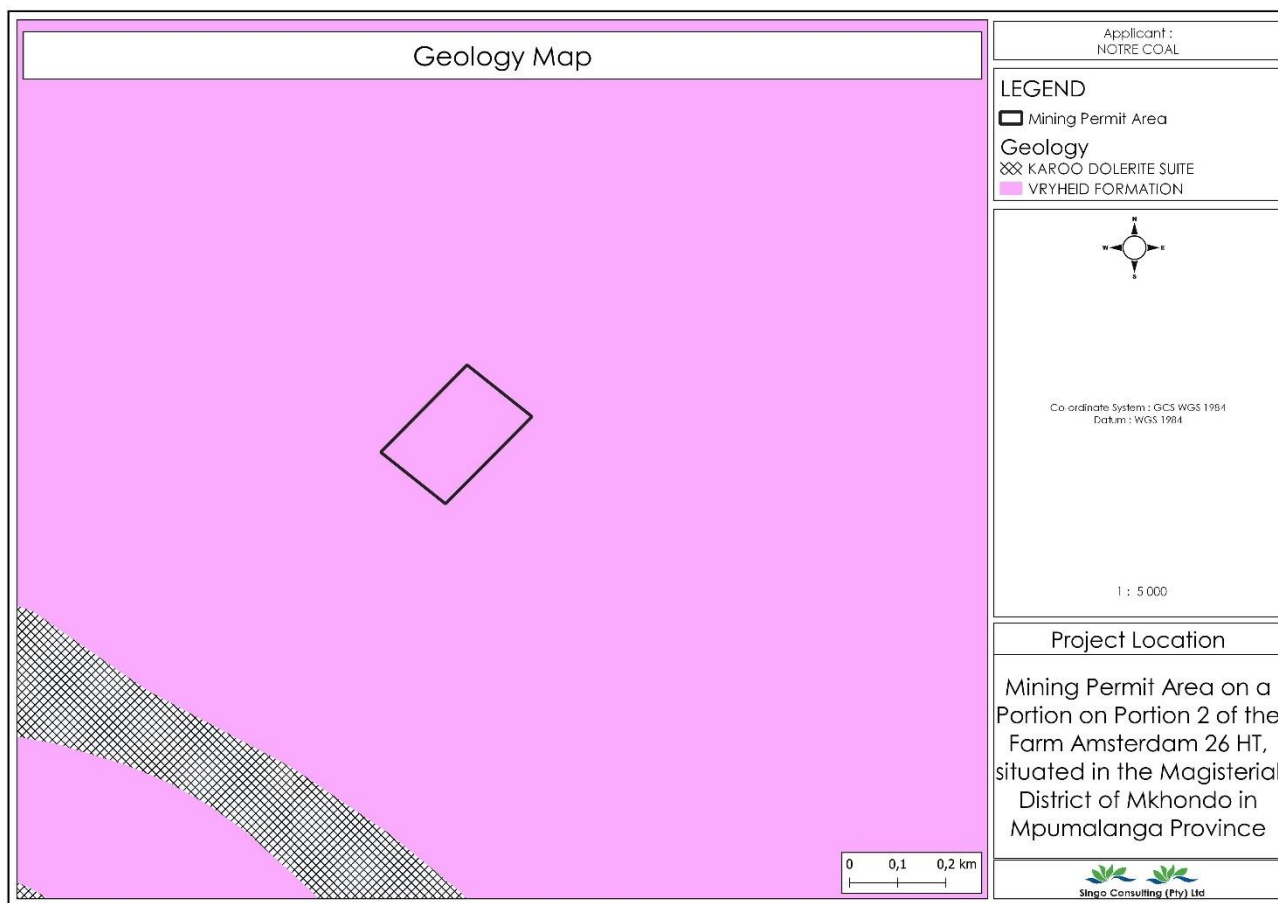 Geology Map
Applicant :
NOTRE COAL
LEGEND
Mining Permit Area
Geology
KAROO DOLERITE SUITE
VRYHEID FORMATION
N
W E
S
Co-ordinate System : GCS WGS 1984
Datum : WGS 1984
1 : 5 000
Project Location
Mining Permit Area on a
Portion on Portion 2 of the
Farm Amsterdam 26 HT,
situated in the Magisterial
District of Mkhondo in
Mpumalanga Province
0 0,1 0,2 km
Singo Consulting (Pty) Ltd